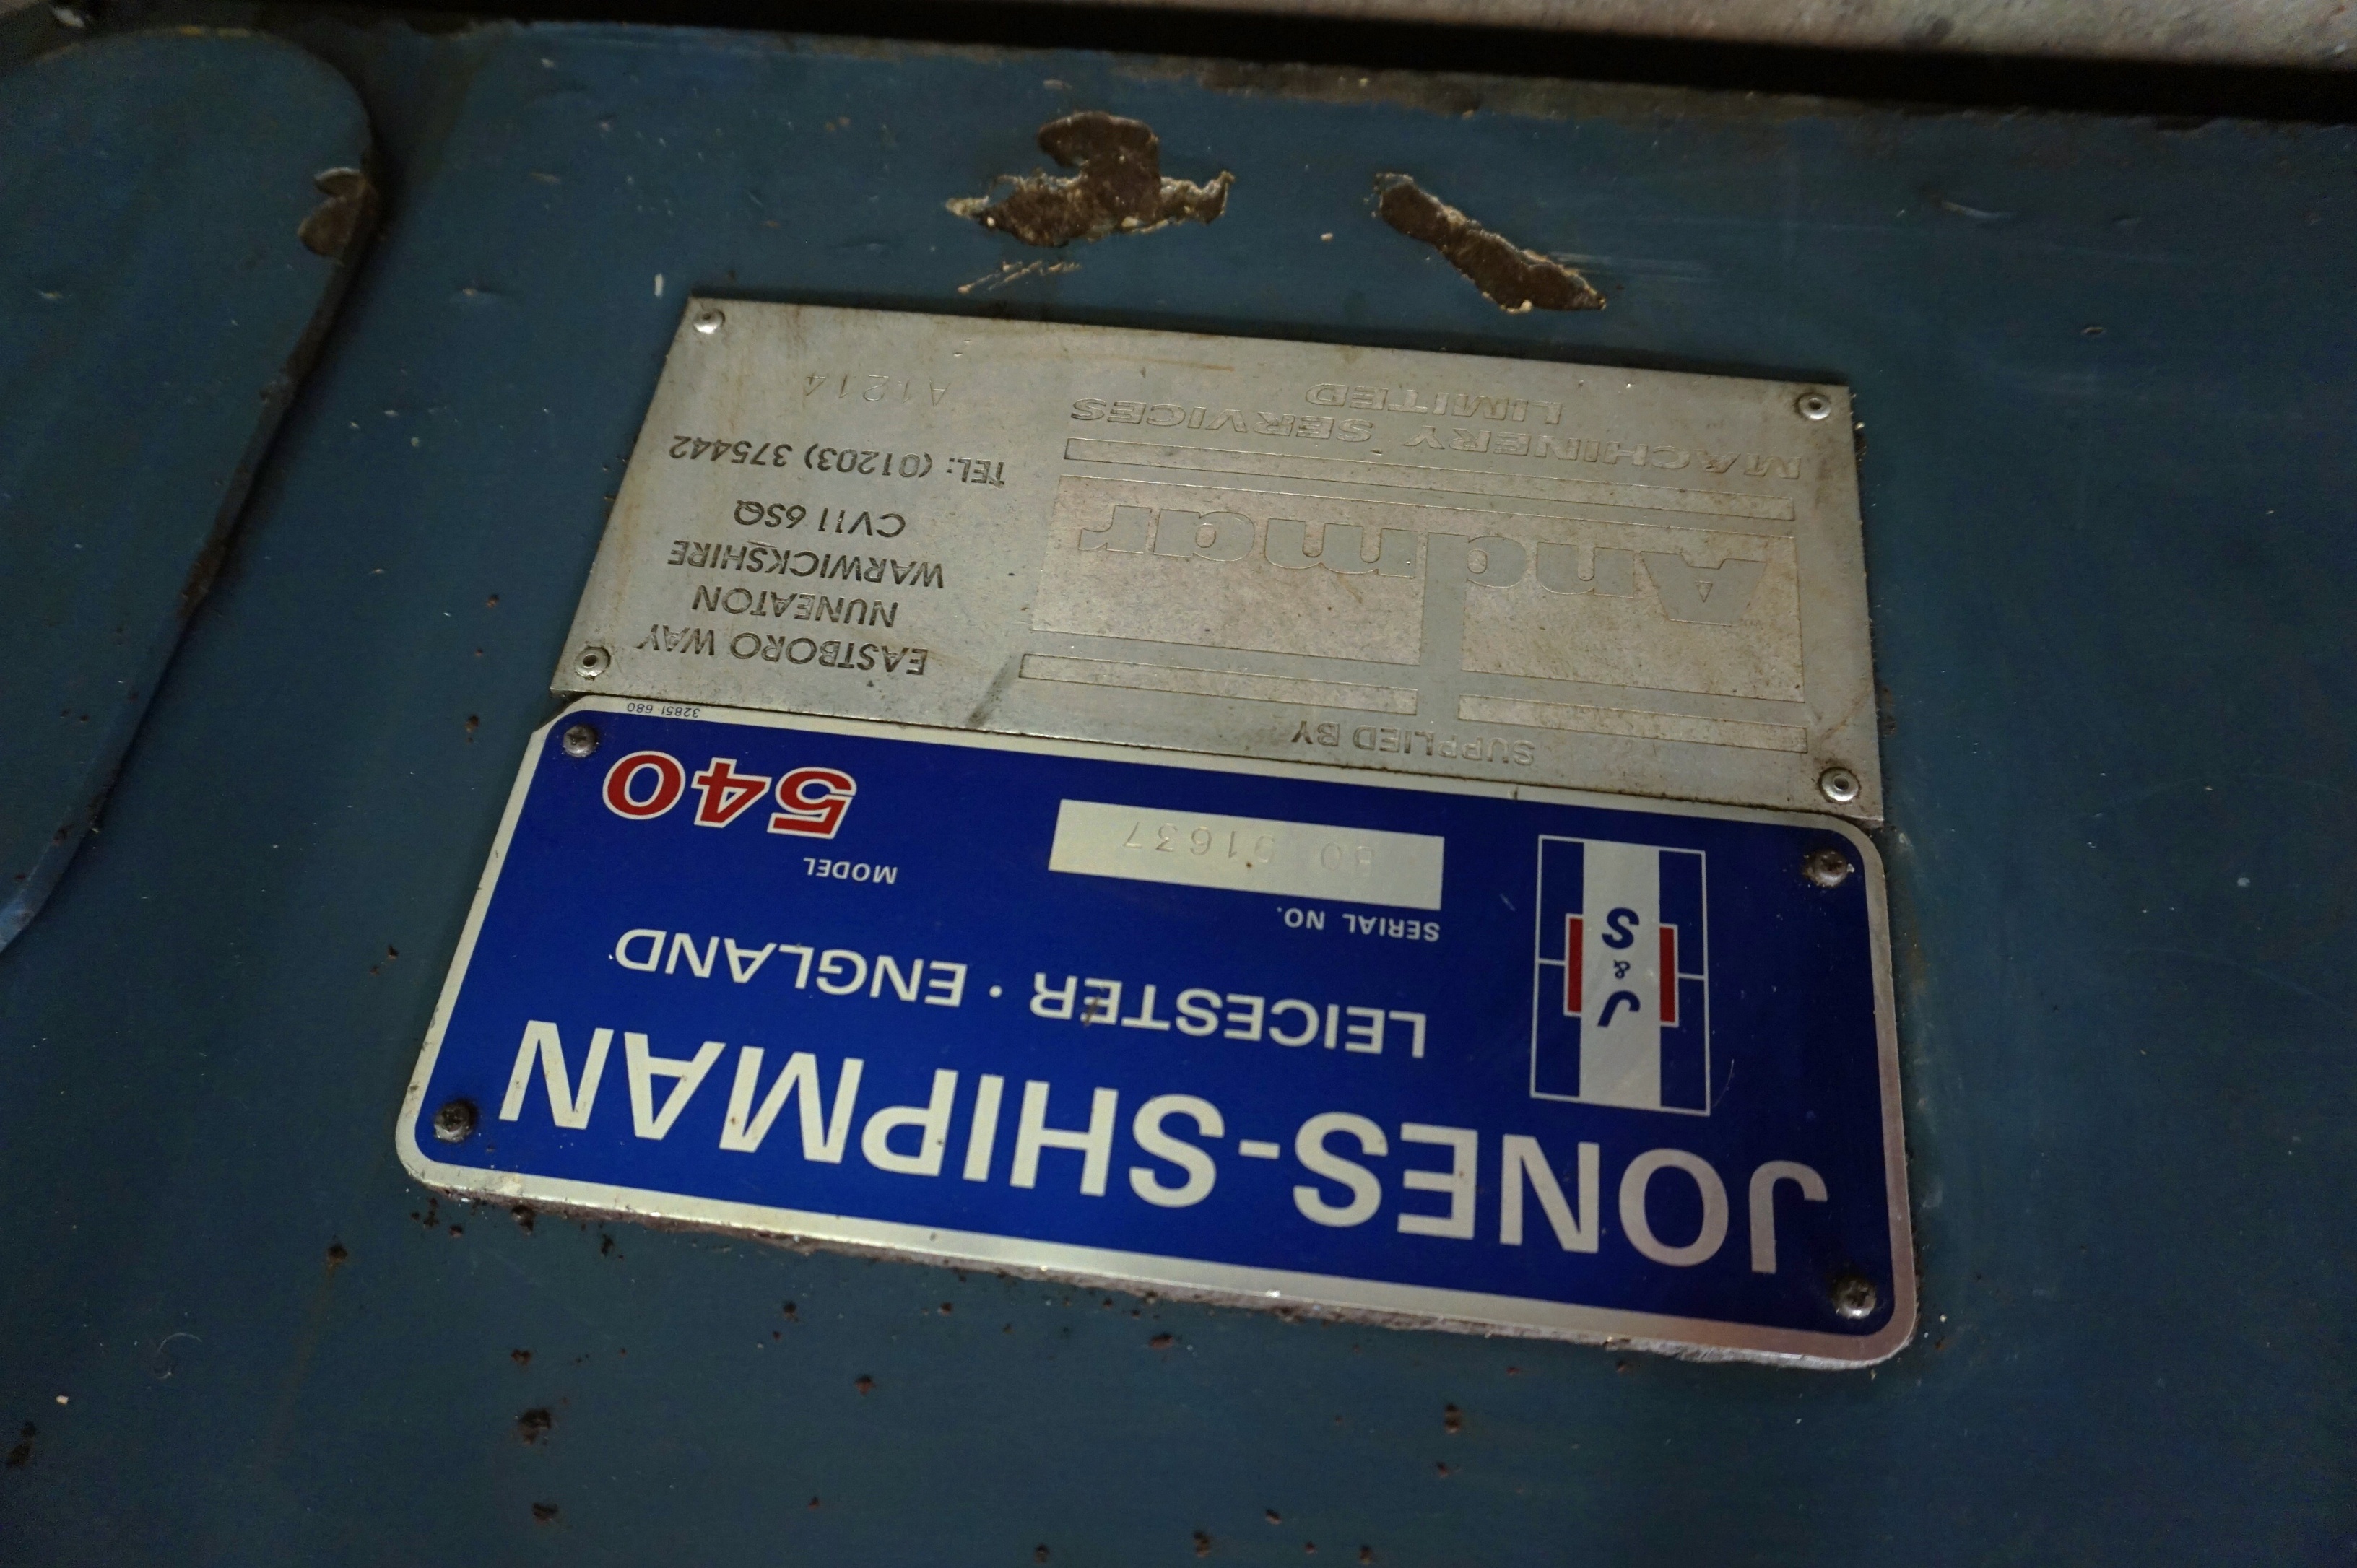 JONES-SHIPMAN
J & S
LEICESTER · ENGLAND
SERIAL NO.
91637
MODEL
540
32851·680
SUPPLIED BY
Andmar
MACHINERY SERVICES
LIMITED
EASTBORO WAY
NUNEATON
WARWICKSHIRE
CV11 6SQ
TEL: (01203) 375442
A1214